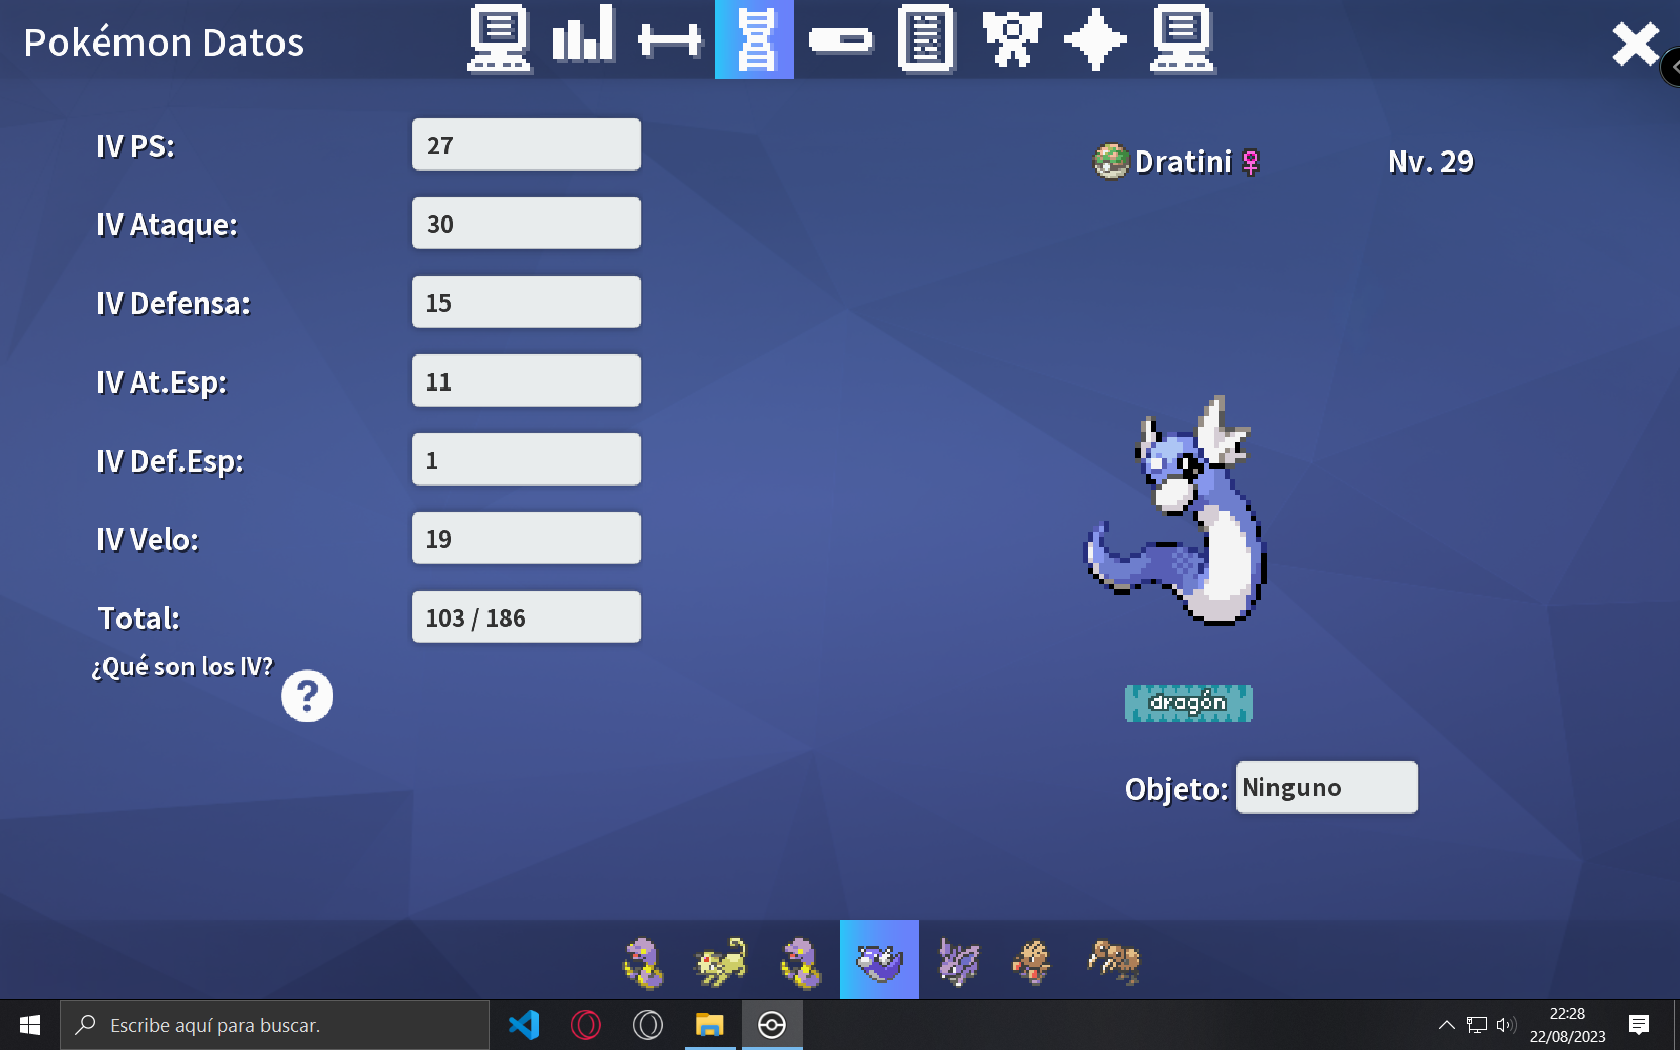 Pokémon Datos
IV PS: 27
IV Ataque: 30
IV Defensa: 15
IV At.Esp: 11
IV Def.Esp: 1
IV Velo: 19
Total: 103 / 186
¿Qué son los IV?
?
Dratini ♀ Nv. 29
dragón
Objeto: Ninguno
Escribe aquí para buscar.
22:28
22/08/2023